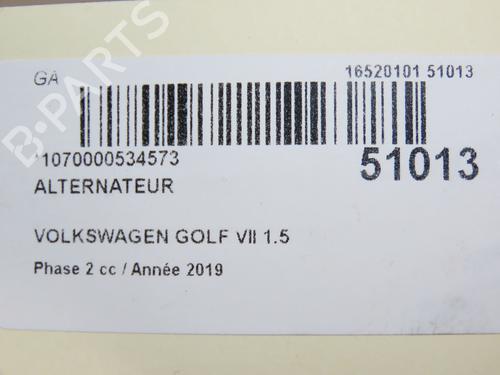 GA
16520101 51013
B-PARTS
*1070000534573
51013
ALTERNATEUR
VOLKSWAGEN GOLF VII 1.5
Phase 2 cc / Année 2019